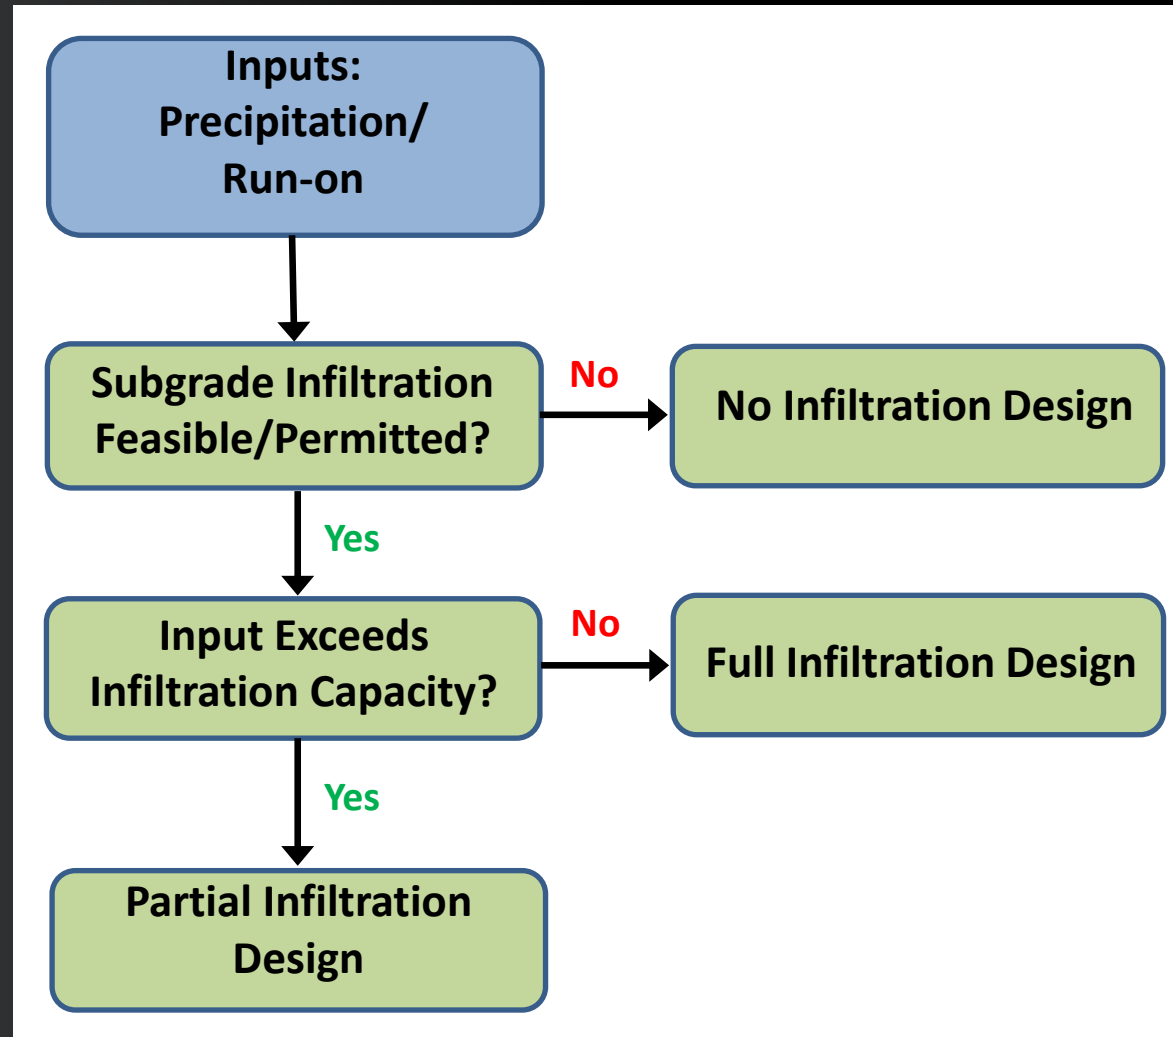 Inputs:
Precipitation/
Run-on
Subgrade Infiltration
Feasible/Permitted?
No
No Infiltration Design
Yes
Input Exceeds
Infiltration Capacity?
No
Full Infiltration Design
Yes
Partial Infiltration
Design